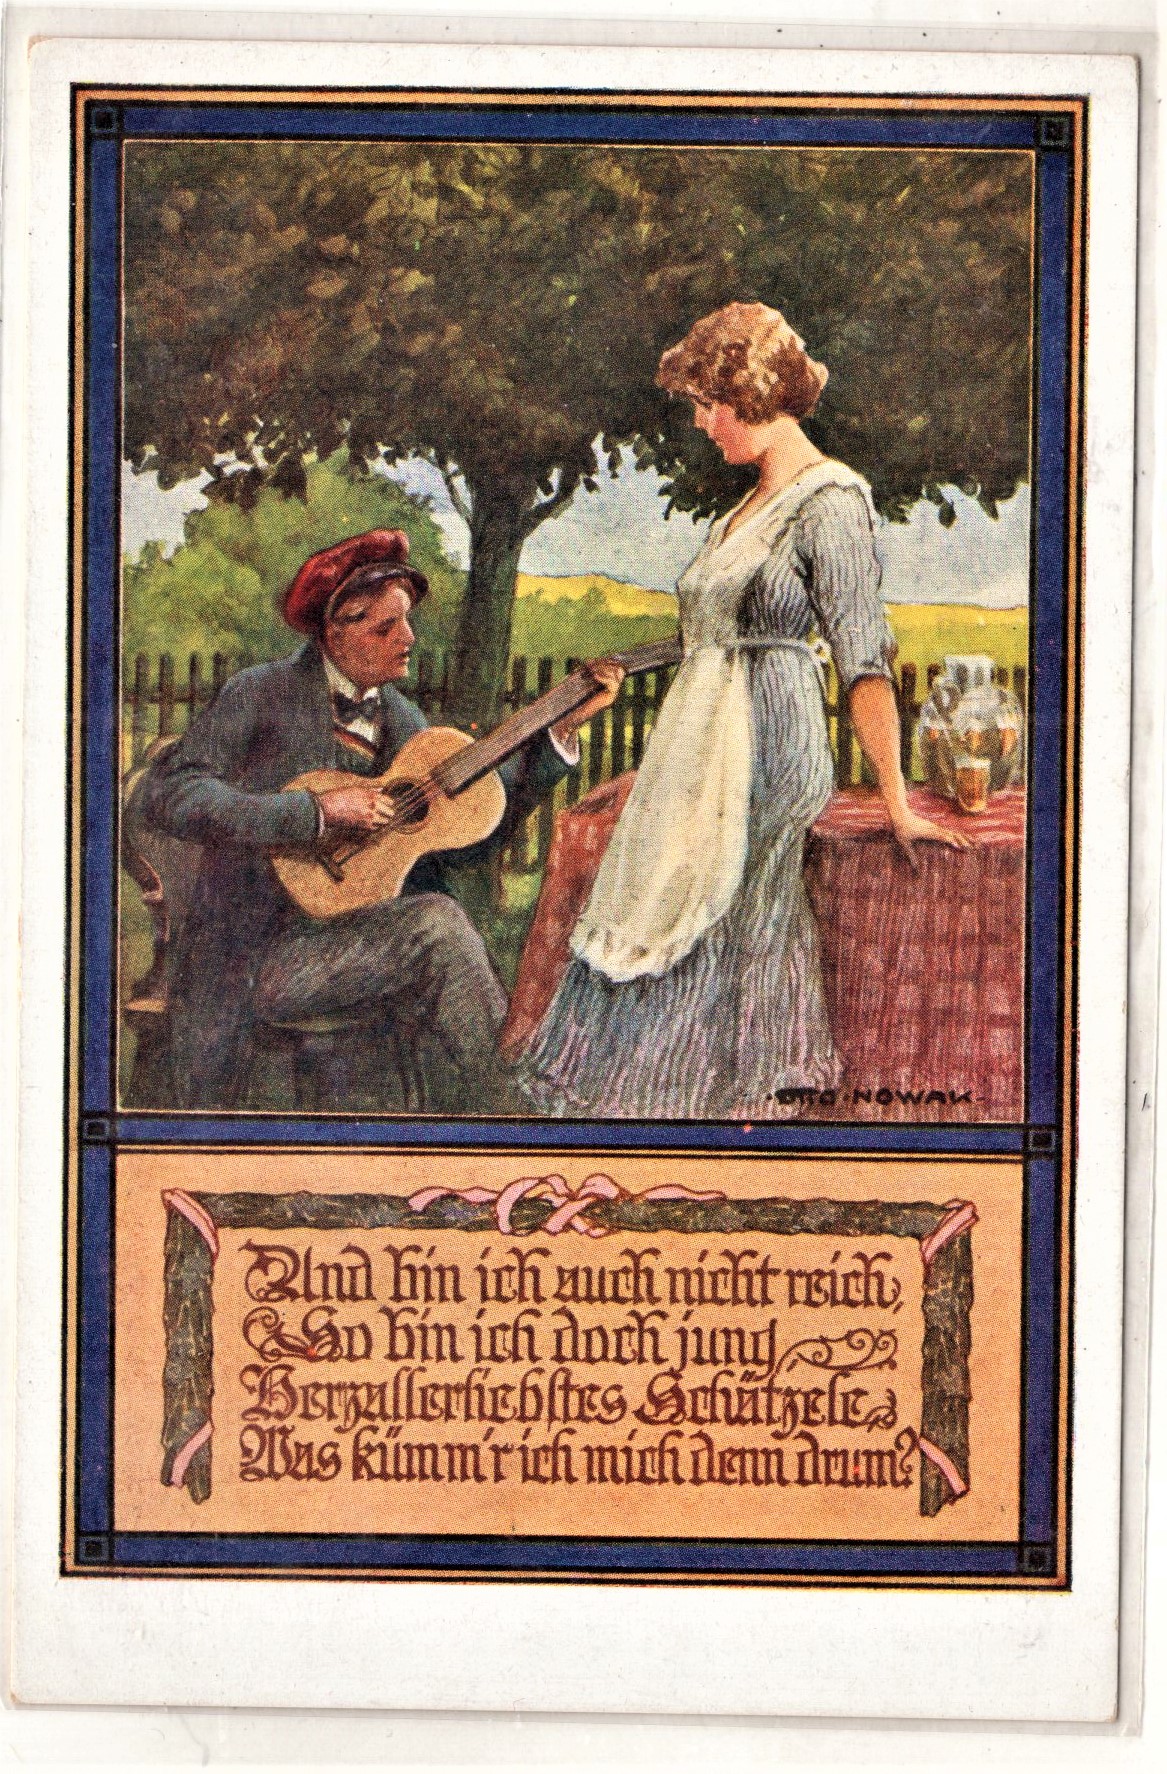 ·OTTO·NOWAK·
Und bin ich auch nicht reich,
So bin ich doch jung,
Herzallerliebstes Schätzele,
Was kümm'r ich mich denn drum?